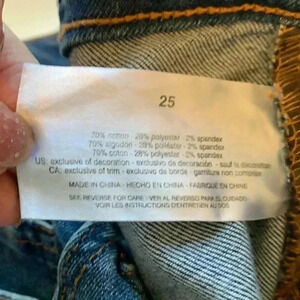 25
70% cotton - 28% polyester - 2% spandex
70% algodon - 28% poliéster - 2% spandex
70% coton - 28% polyester - 2% spandex
US: exclusive of decoration - exclusivo de decoración - sauf la décoration
CA: exclusive of trim - exclusivo de borde - garniture non comprise
MADE IN CHINA - HECHO EN CHINA - FABRIQUE EN CHINE
SEE REVERSE FOR CARE - VER AL REVERSO PARA EL CUIDADO
VOIR LES INSTRUCTIONS D'ENTRETIEN AU DOS